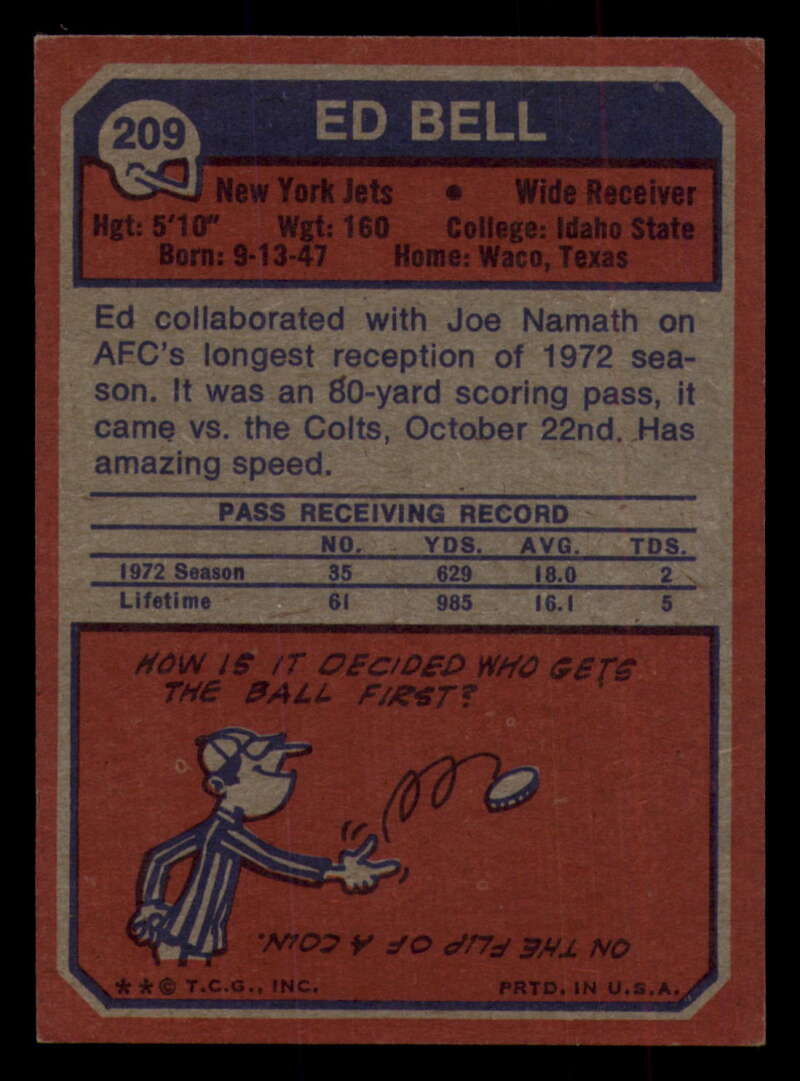 209
ED BELL
New York Jets • Wide Receiver
Hgt: 5'10" Wgt: 160 College: Idaho State
Born: 9-13-47 Home: Waco, Texas
Ed collaborated with Joe Namath on
AFC's longest reception of 1972 sea-
son. It was an 80-yard scoring pass, it
came vs. the Colts, October 22nd. Has
amazing speed.
PASS RECEIVING RECORD
NO. YDS. AVG. TDS.
1972 Season 35 629 18.0 2
Lifetime 61 985 16.1 5
HOW IS IT DECIDED WHO GETS
THE BALL FIRST?
ON THE FLIP OF A COIN.
**© T.C.G., INC. PRTD. IN U.S.A.